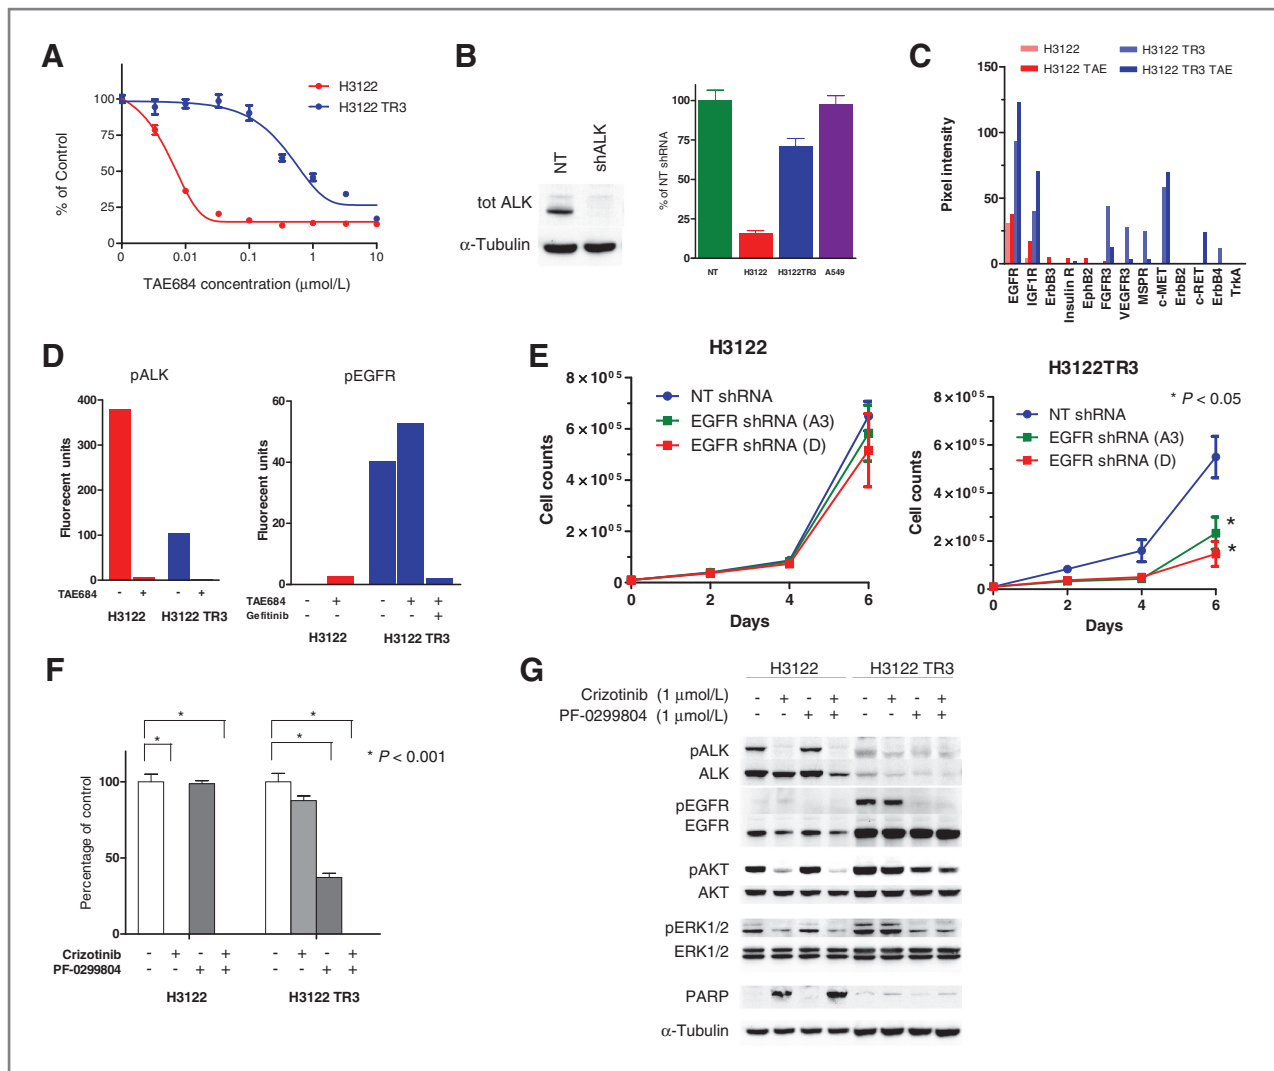 A
100
75
50
25
0
% of Control
H3122
H3122 TR3
0
0.01
0.1
1
10
TAE684 concentration (μmol/L)
B
NT
shALK
tot ALK
α-Tubulin
% of NT shRNA
100
75
50
25
0
NT
H3122
H3122TR3
A549
C
H3122
H3122 TR3
H3122 TAE
H3122 TR3 TAE
Pixel intensity
150
100
50
0
EGFR
IGF1R
ErbB3
Insulin R
EphB2
FGFR3
VEGFR3
MSPR
c-MET
ErbB2
c-RET
ErbB4
TrkA
D
pALK
Fluorecent units
400
300
200
100
0
TAE684
- + - +
H3122
H3122 TR3
pEGFR
Fluorecent units
60
40
20
0
TAE684 - + - + +
Gefitinib - - - - +
H3122
H3122 TR3
E
H3122
Cell counts
8 × 10⁰⁵
6 × 10⁰⁵
4 × 10⁰⁵
2 × 10⁰⁵
0
NT shRNA
EGFR shRNA (A3)
EGFR shRNA (D)
0 2 4 6
Days
H3122TR3
* P < 0.05
Cell counts
8 × 10⁰⁵
6 × 10⁰⁵
4 × 10⁰⁵
2 × 10⁰⁵
0
NT shRNA
EGFR shRNA (A3)
EGFR shRNA (D)
*
*
0 2 4 6
Days
F
* *
* *
* P < 0.001
Percentage of control
100
50
0
Crizotinib - + - + - + - +
PF-0299804 - - + + - - + +
H3122
H3122 TR3
G
H3122
H3122 TR3
Crizotinib (1 μmol/L) - + - + - + - +
PF-0299804 (1 μmol/L) - - + + - - + +
pALK
ALK
pEGFR
EGFR
pAKT
AKT
pERK1/2
ERK1/2
PARP
α-Tubulin